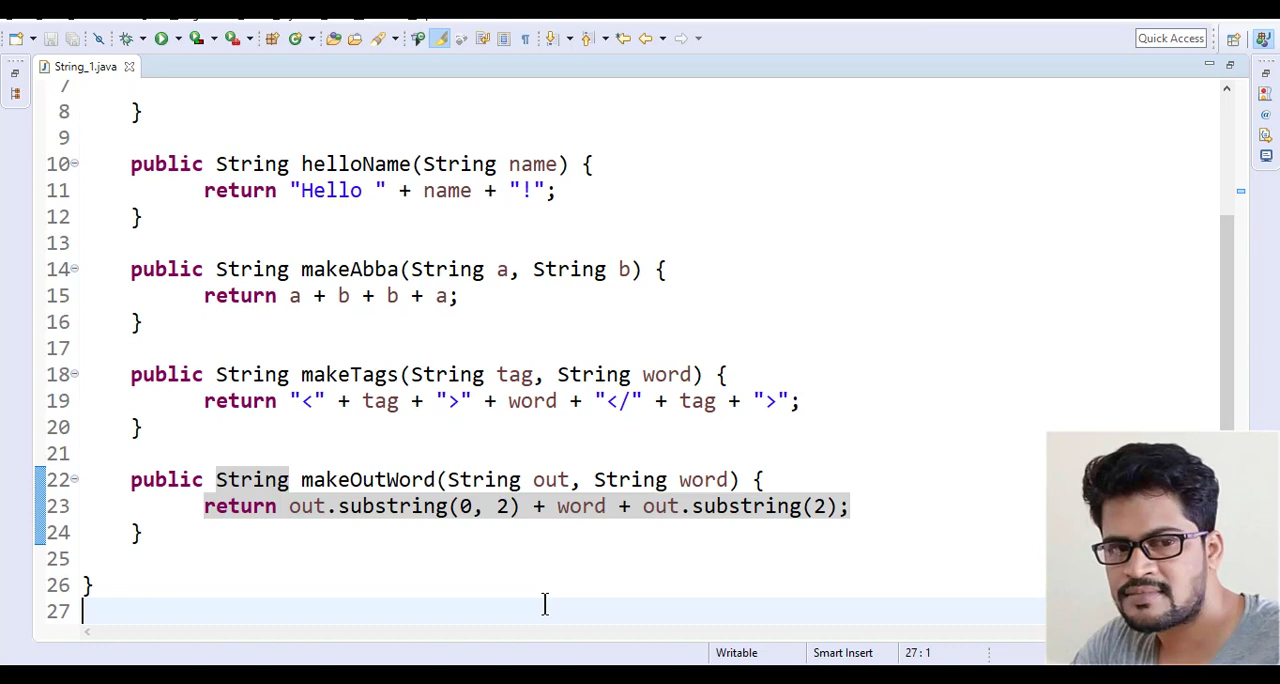 Quick Access
String_1.java
7
8 }
9
10 public String helloName(String name) {
11 return "Hello " + name + "!";
12 }
13
14 public String makeAbba(String a, String b) {
15 return a + b + b + a;
16 }
17
18 public String makeTags(String tag, String word) {
19 return "<" + tag + ">" + word + "</" + tag + ">";
20 }
21
22 public String makeOutWord(String out, String word) {
23 return out.substring(0, 2) + word + out.substring(2);
24 }
25
26 }
27
Writable Smart Insert 27 : 1